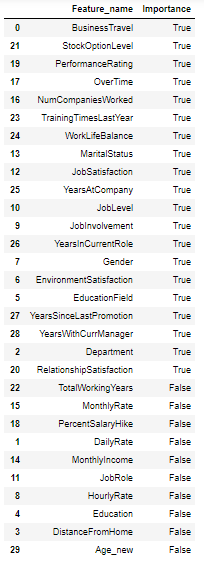 Feature_name Importance
0 BusinessTravel True
21 StockOptionLevel True
19 PerformanceRating True
17 OverTime True
16 NumCompaniesWorked True
23 TrainingTimesLastYear True
24 WorkLifeBalance True
13 MaritalStatus True
12 JobSatisfaction True
25 YearsAtCompany True
10 JobLevel True
9 JobInvolvement True
26 YearsInCurrentRole True
7 Gender True
6 EnvironmentSatisfaction True
5 EducationField True
27 YearsSinceLastPromotion True
28 YearsWithCurrManager True
2 Department True
20 RelationshipSatisfaction True
22 TotalWorkingYears False
15 MonthlyRate False
18 PercentSalaryHike False
1 DailyRate False
14 MonthlyIncome False
11 JobRole False
8 HourlyRate False
4 Education False
3 DistanceFromHome False
29 Age_new False